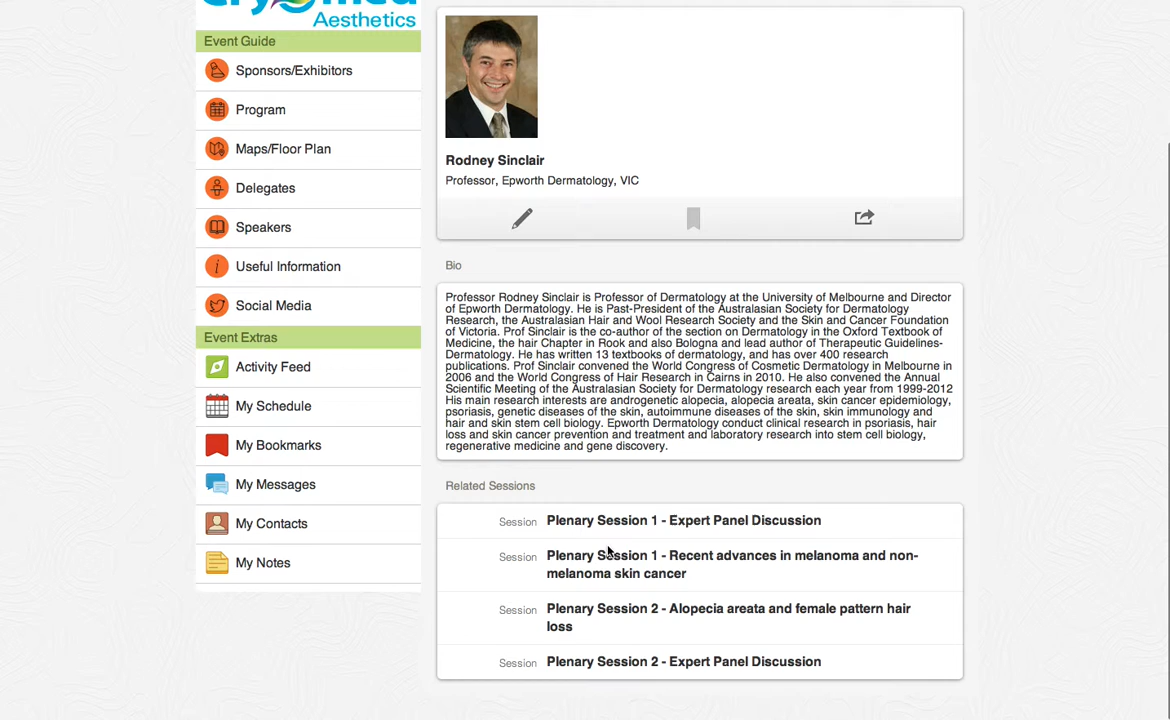 Aesthetics
Event Guide
Sponsors/Exhibitors
Program
Maps/Floor Plan
Delegates
Speakers
Useful Information
Social Media
Event Extras
Activity Feed
My Schedule
My Bookmarks
My Messages
My Contacts
My Notes
Rodney Sinclair
Professor, Epworth Dermatology, VIC
Bio
Professor Rodney Sinclair is Professor of Dermatology at the University of Melbourne and Director
of Epworth Dermatology. He is Past-President of the Australasian Society for Dermatology
Research, the Australasian Hair and Wool Research Society and the Skin and Cancer Foundation
of Victoria. Prof Sinclair is the co-author of the section on Dermatology in the Oxford Textbook of
Medicine, the hair Chapter in Rook and also Bologna and lead author of Therapeutic Guidelines-
Dermatology. He has written 13 textbooks of dermatology, and has over 400 research
publications. Prof Sinclair convened the World Congress of Cosmetic Dermatology in Melbourne in
2006 and the World Congress of Hair Research in Cairns in 2010. He also convened the Annual
Scientific Meeting of the Australasian Society for Dermatology research each year from 1999-2012
His main research interests are androgenetic alopecia, alopecia areata, skin cancer epidemiology,
psoriasis, genetic diseases of the skin, autoimmune diseases of the skin, skin immunology and
hair and skin stem cell biology. Epworth Dermatology conduct clinical research in psoriasis, hair
loss and skin cancer prevention and treatment and laboratory research into stem cell biology,
regenerative medicine and gene discovery.
Related Sessions
Session Plenary Session 1 - Expert Panel Discussion
Session Plenary Session 1 - Recent advances in melanoma and non-
melanoma skin cancer
Session Plenary Session 2 - Alopecia areata and female pattern hair
loss
Session Plenary Session 2 - Expert Panel Discussion